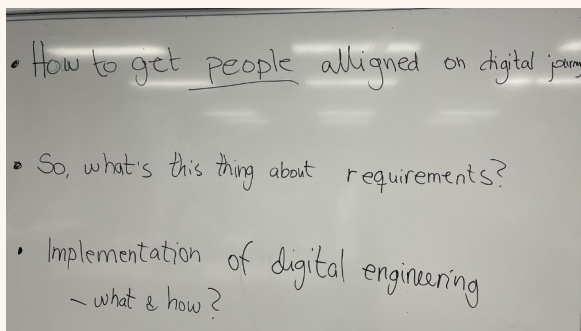 • How to get people alligned on digital journey
• So, what's this thing about requirements?
• Implementation of digital engineering
- what & how?